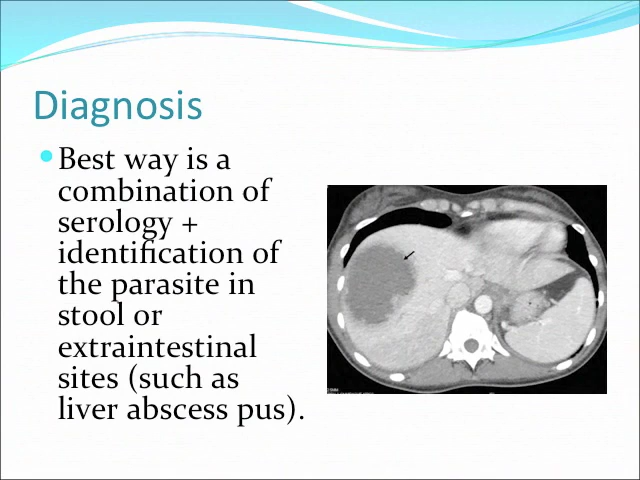 Diagnosis
Best way is a
combination of
serology +
identification of
the parasite in
stool or
extraintestinal
sites (such as
liver abscess pus).